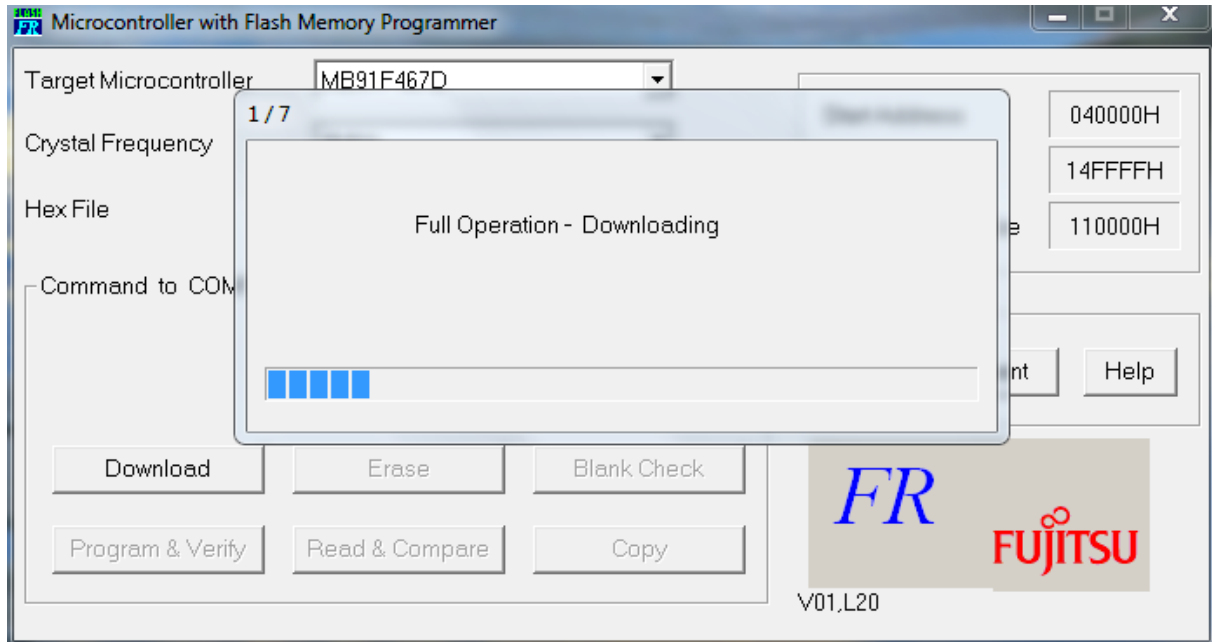 Microcontroller with Flash Memory Programmer
X
Target Microcontroller
MB91F467D
1 / 7
040000H
Crystal Frequency
14FFFFH
Hex File
Full Operation - Downloading
110000H
Command to COM
Help
Download
Erase
Blank Check
Program & Verify
Read & Compare
Copy
FR
FUJITSU
V01,L20